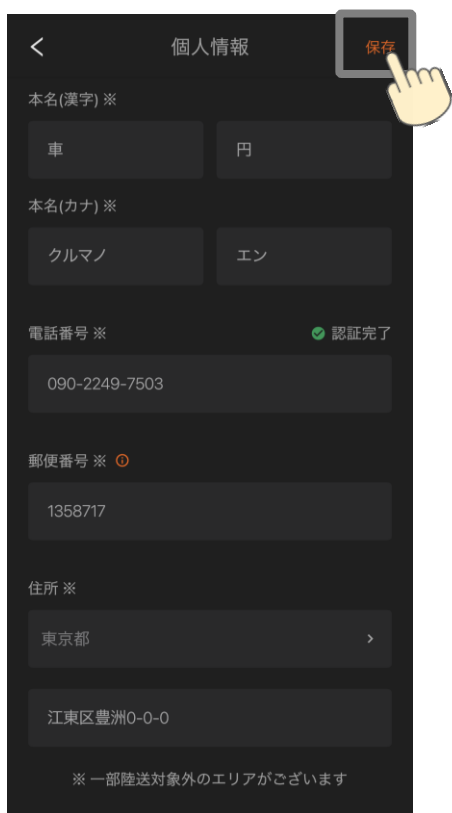 個人情報 保存
本名(漢字) ※
車 円
本名(カナ) ※
クルマノ エン
電話番号 ※ 認証完了
090-2249-7503
郵便番号 ※
1358717
住所 ※
東京都
江東区豊洲0-0-0
※ 一部陸送対象外のエリアがございます